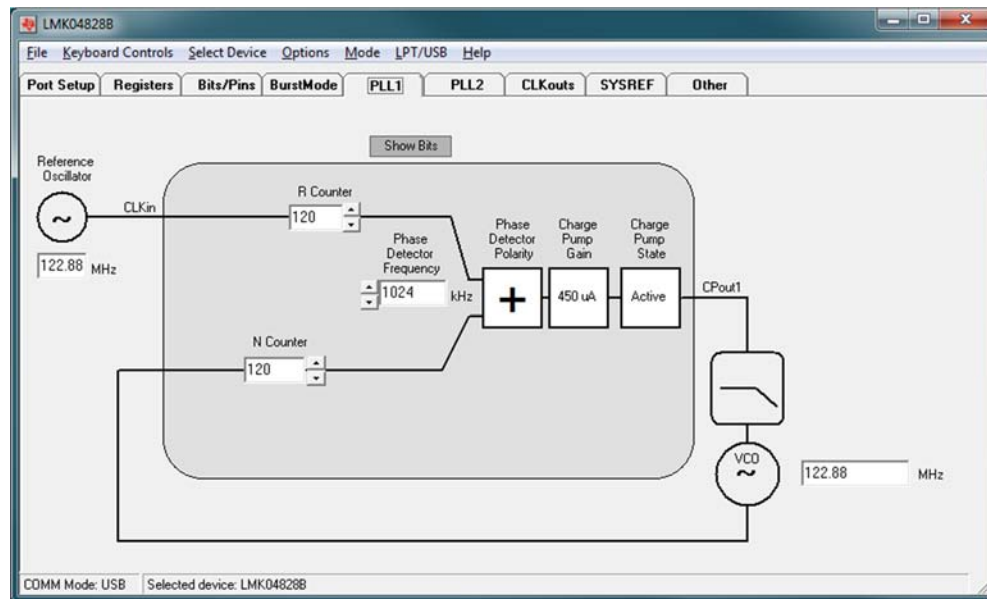 LMK04828B
File Keyboard Controls Select Device Options Mode LPT/USB Help
Port Setup Registers Bits/Pins BurstMode PLL1 PLL2 CLKouts SYSREF Other
Show Bits
Reference
Oscillator
CLKin
122.88 MHz
R Counter
120
Phase
Detector
Frequency
1024 kHz
N Counter
120
Phase
Detector
Polarity
+
Charge
Pump
Gain
450 uA
Charge
Pump
State
Active
CPout1
VCO
122.88 MHz
COMM Mode: USB Selected device: LMK04828B